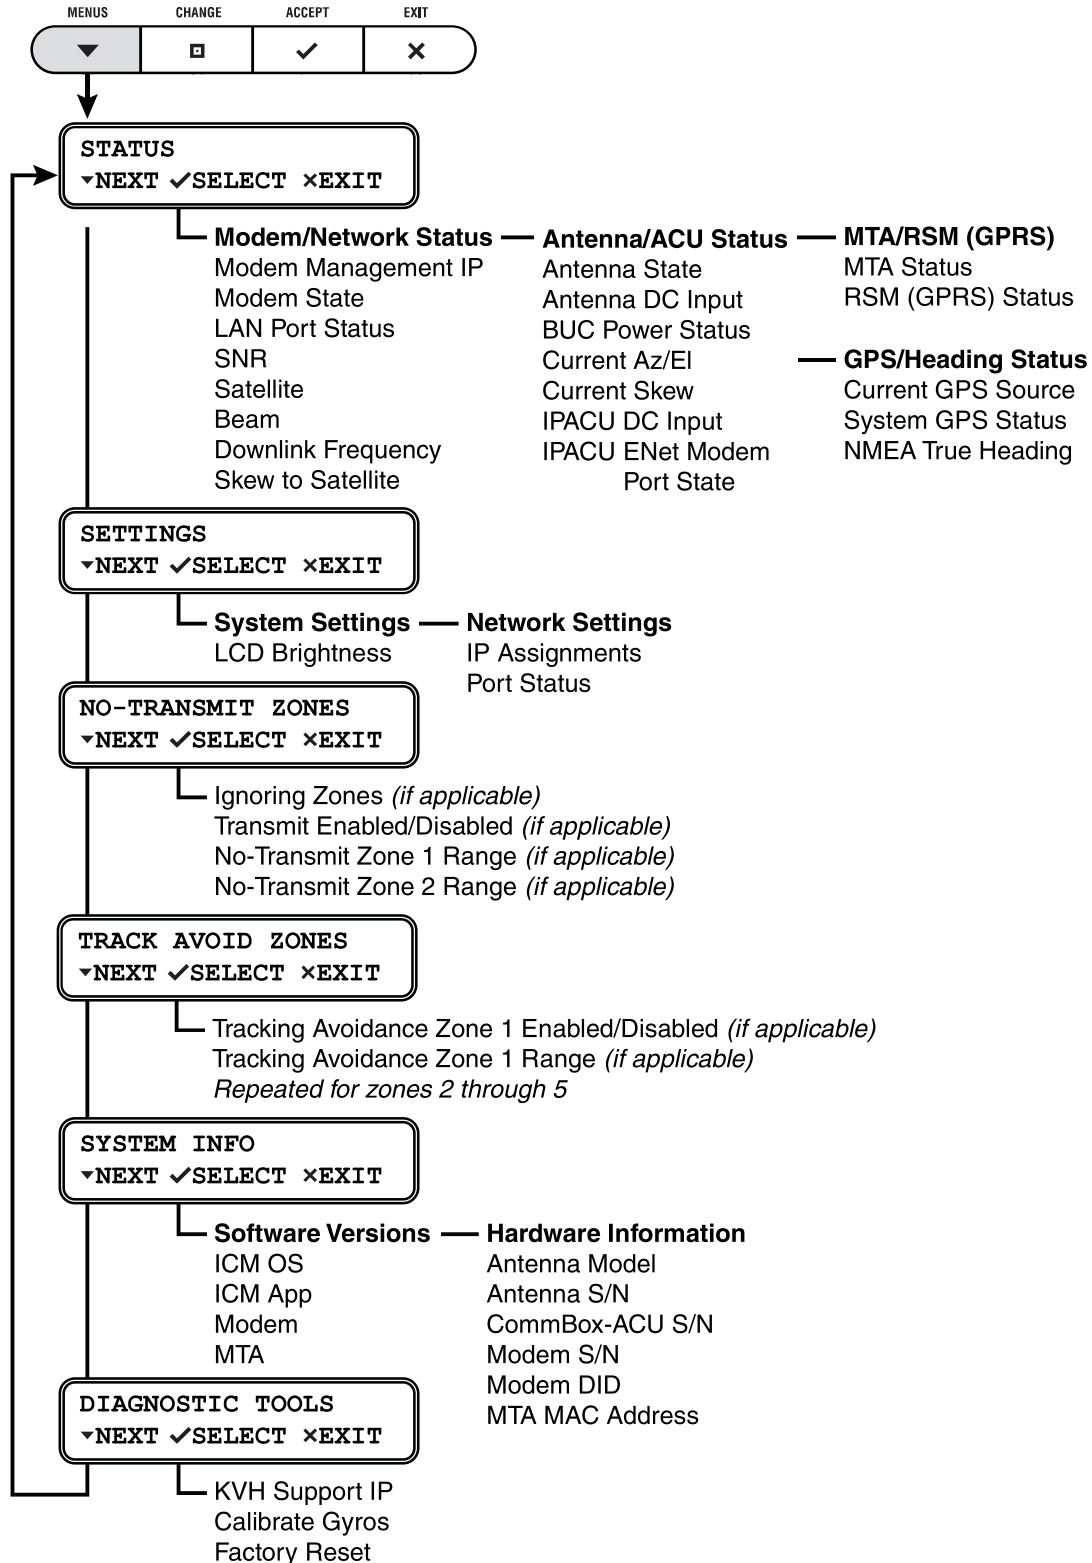 MENUS CHANGE ACCEPT EXIT
STATUS
▾NEXT ✓SELECT ×EXIT
Modem/Network Status
Modem Management IP
Modem State
LAN Port Status
SNR
Satellite
Beam
Downlink Frequency
Skew to Satellite
Antenna/ACU Status
Antenna State
Antenna DC Input
BUC Power Status
Current Az/El
Current Skew
IPACU DC Input
IPACU ENet Modem
Port State
MTA/RSM (GPRS)
MTA Status
RSM (GPRS) Status
GPS/Heading Status
Current GPS Source
System GPS Status
NMEA True Heading
SETTINGS
▾NEXT ✓SELECT ×EXIT
System Settings
LCD Brightness
Network Settings
IP Assignments
Port Status
NO-TRANSMIT ZONES
▾NEXT ✓SELECT ×EXIT
Ignoring Zones (if applicable)
Transmit Enabled/Disabled (if applicable)
No-Transmit Zone 1 Range (if applicable)
No-Transmit Zone 2 Range (if applicable)
TRACK AVOID ZONES
▾NEXT ✓SELECT ×EXIT
Tracking Avoidance Zone 1 Enabled/Disabled (if applicable)
Tracking Avoidance Zone 1 Range (if applicable)
Repeated for zones 2 through 5
SYSTEM INFO
▾NEXT ✓SELECT ×EXIT
Software Versions
ICM OS
ICM App
Modem
MTA
Hardware Information
Antenna Model
Antenna S/N
CommBox-ACU S/N
Modem S/N
Modem DID
MTA MAC Address
DIAGNOSTIC TOOLS
▾NEXT ✓SELECT ×EXIT
KVH Support IP
Calibrate Gyros
Factory Reset